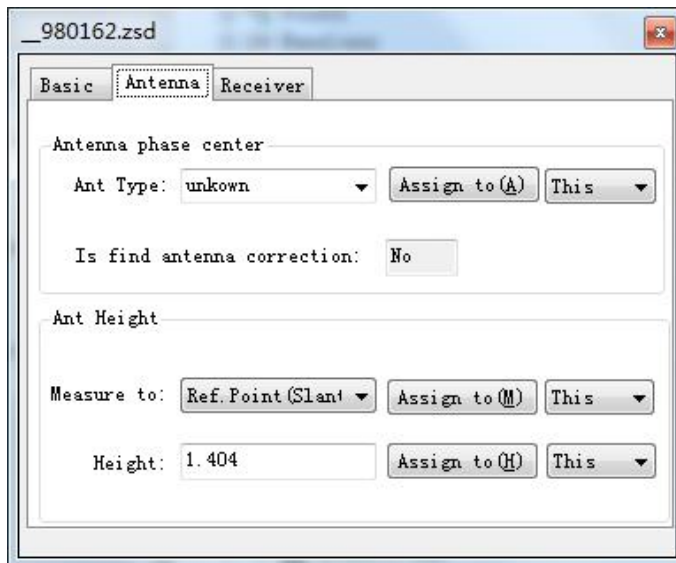 __980162.zsd
Basic Antenna Receiver
Antenna phase center
Ant Type: unkown Assign to(A) This
Is find antenna correction: No
Ant Height
Measure to: Ref.Point(Slant Assign to(M) This
Height: 1.404 Assign to(H) This